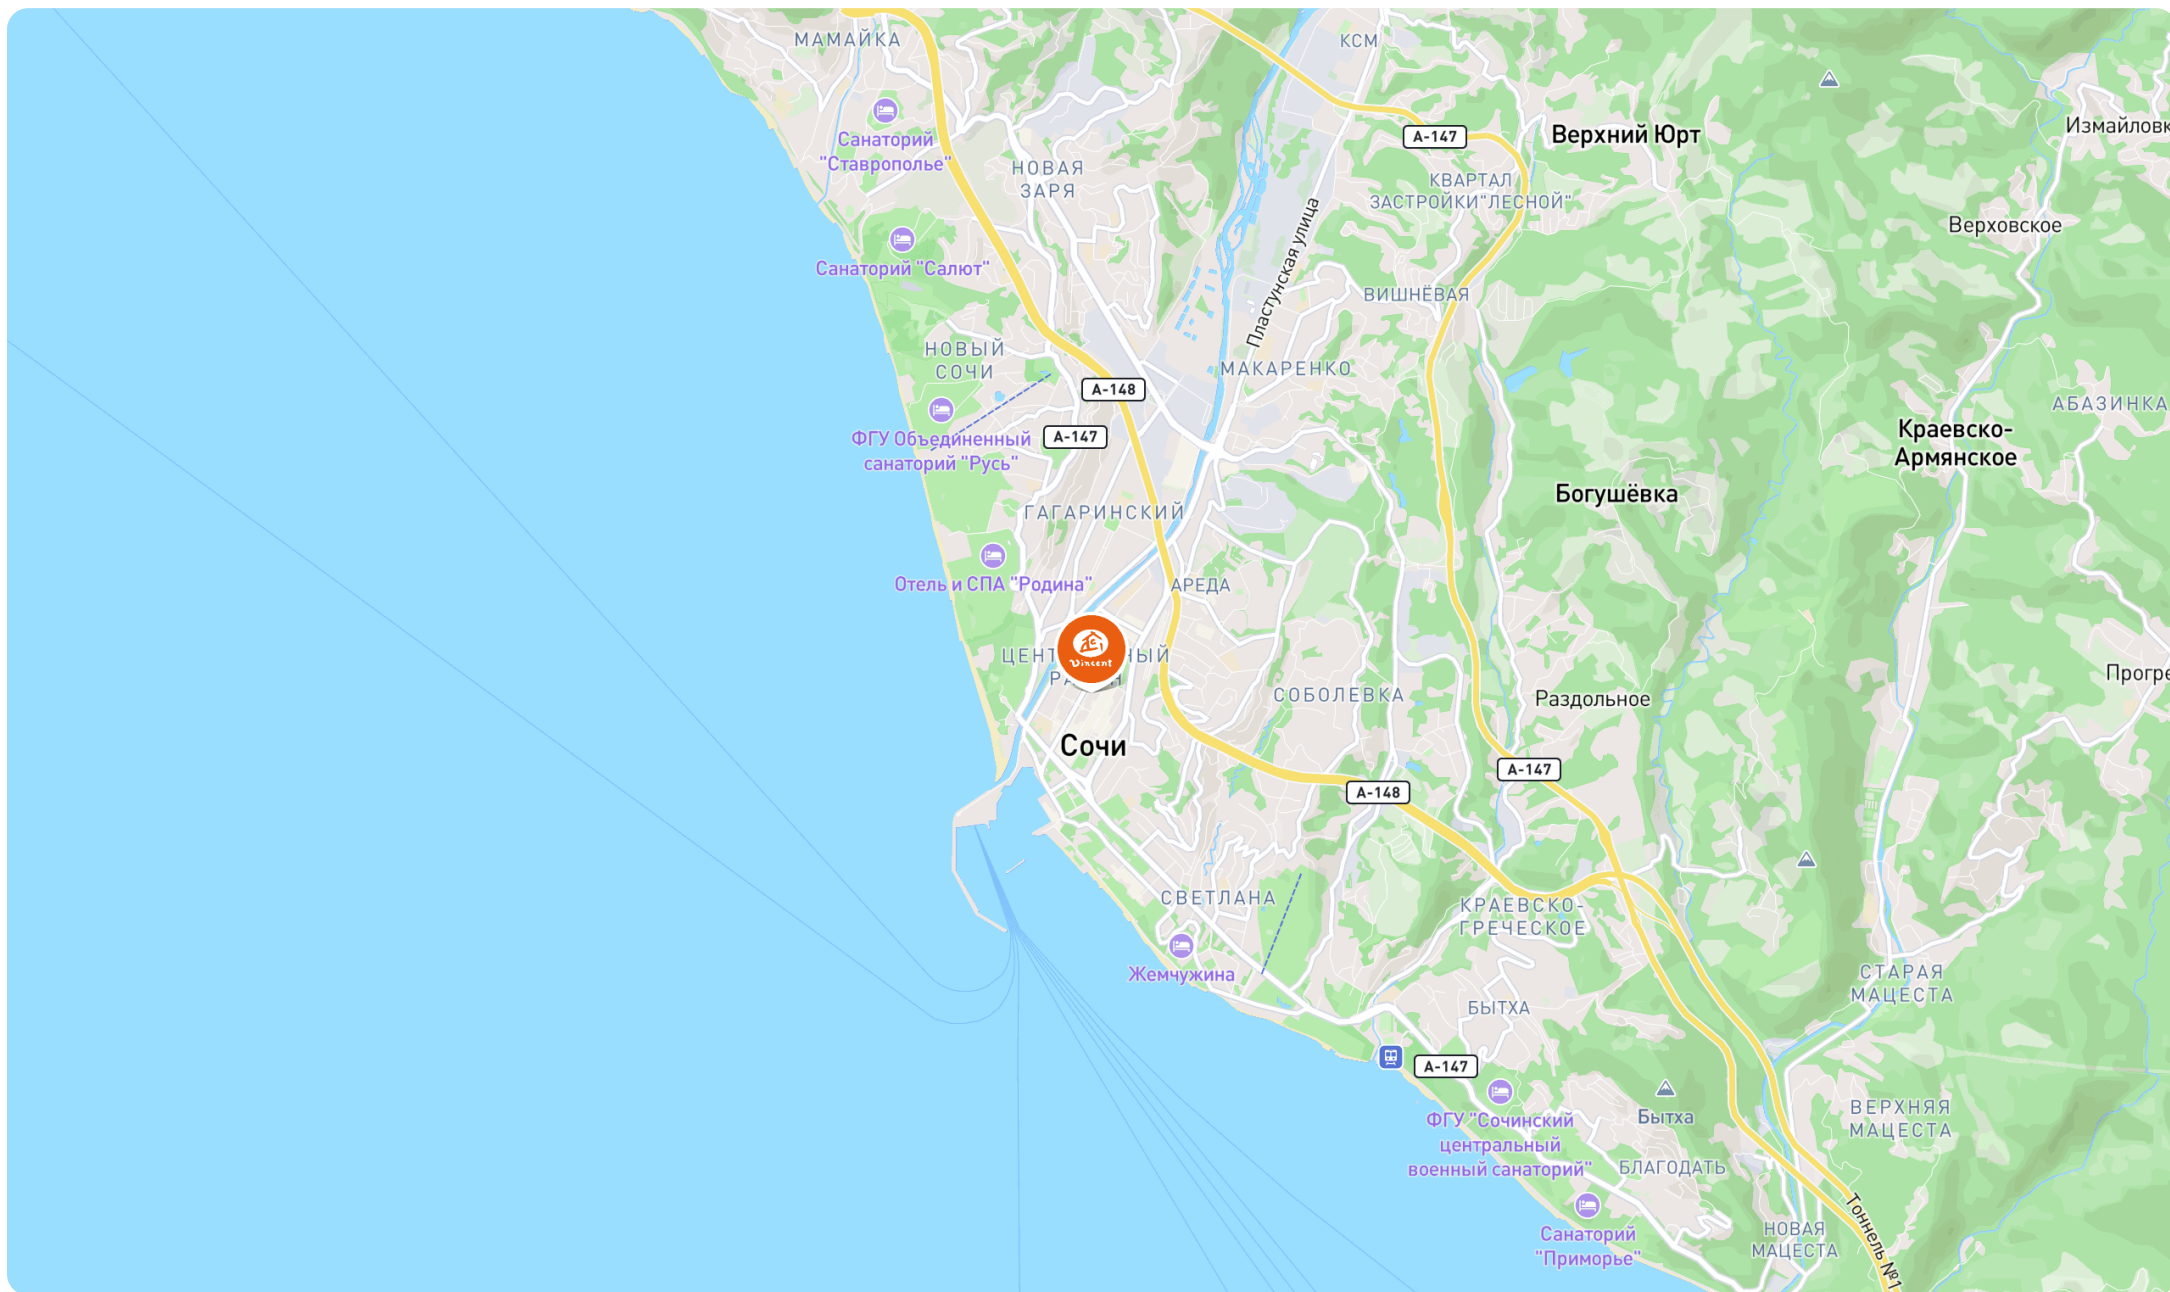 МАМАЙКА
КСМ
Санаторий
"Ставрополье"
А-147
Верхний Юрт
Измайловк
НОВАЯ
ЗАРЯ
КВАРТАЛ
ЗАСТРОЙКИ"ЛЕСНОЙ"
Верховское
Санаторий "Салют"
Пластунская улица
ВИШНЁВАЯ
НОВЫЙ
СОЧИ
МАКАРЕНКО
А-148
АБАЗИНКА
ФГУ Объединенный
санаторий "Русь"
А-147
Краевско-
Армянское
Богушёвка
ГАГАРИНСКИЙ
Отель и СПА "Родина"
АРЕДА
Vincent
ЦЕНТ
НЫЙ
РА
Н
СОБОЛЕВКА
Раздольное
Прогре
Сочи
А-147
А-148
СВЕТЛАНА
КРАЕВСКО-
ГРЕЧЕСКОЕ
Жемчужина
СТАРАЯ
МАЦЕСТА
БЫТХА
А-147
ФГУ "Сочинский
центральный
военный санаторий"
Бытха
ВЕРХНЯЯ
МАЦЕСТА
БЛАГОДАТЬ
Санаторий
"Приморье"
НОВАЯ
МАЦЕСТА
Тоннель №1